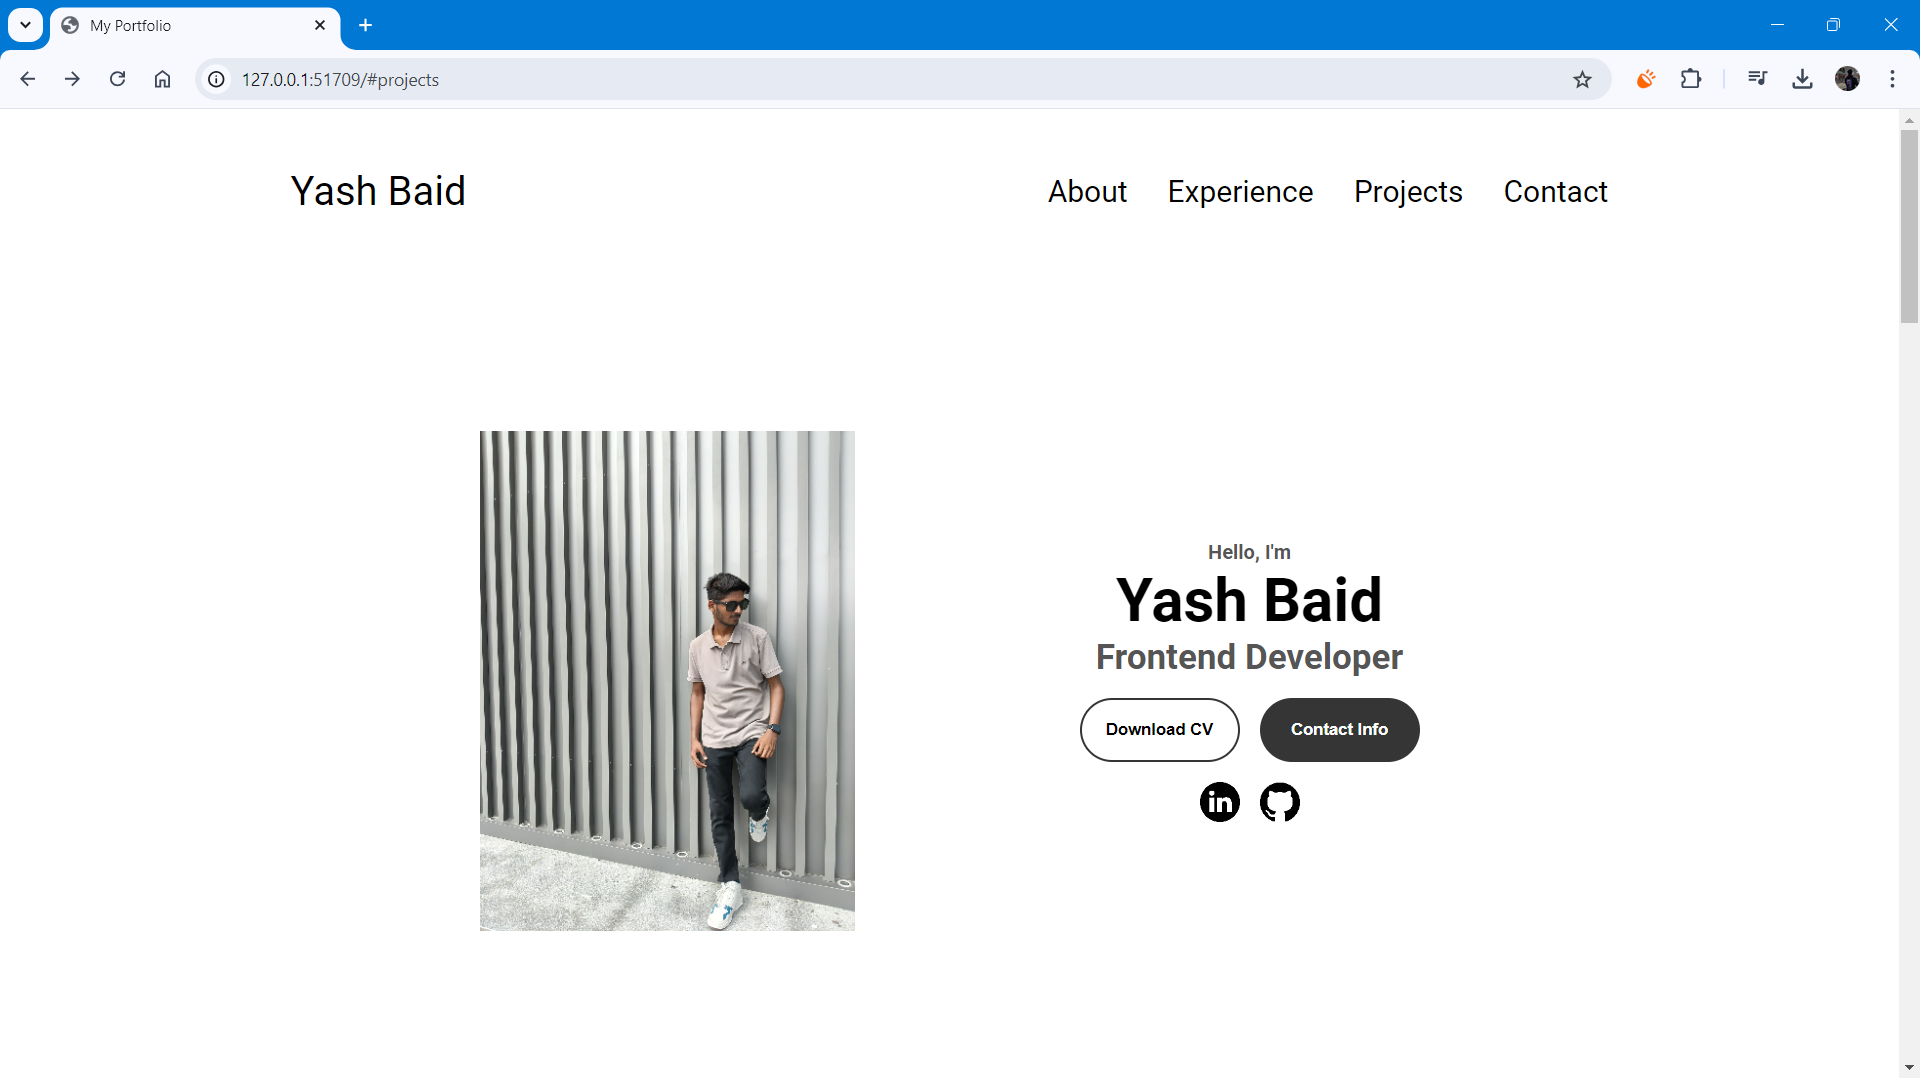 My Portfolio
127.0.0.1:51709/#projects
Yash Baid
About Experience Projects Contact
Hello, I'm
Yash Baid
Frontend Developer
Download CV Contact Info
in